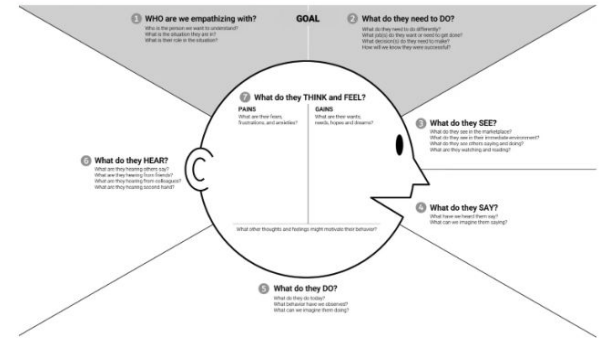 1 WHO are we empathizing with?
Who is the person we want to understand?
What is the situation they are in?
What is their role in the situation?
GOAL
2 What do they need to DO?
What do they need to do differently?
What job(s) do they want or need to get done?
What decision(s) do they need to make?
How will we know they were successful?
3 What do they SEE?
What do they see in the marketplace?
What do they see in their immediate environment?
What do they see others saying and doing?
What are they watching and reading?
4 What do they SAY?
What have we heard them say?
What can we imagine them saying?
5 What do they DO?
What do they do today?
What behavior have we observed?
What can we imagine them doing?
6 What do they HEAR?
What are they hearing others say?
What are they hearing from friends?
What are they hearing from colleagues?
What are they hearing second-hand?
7 What do they THINK and FEEL?
PAINS
What are their fears,
frustrations, and anxieties?
GAINS
What are their wants,
needs, hopes and dreams?
What other thoughts and feelings might motivate their behavior?